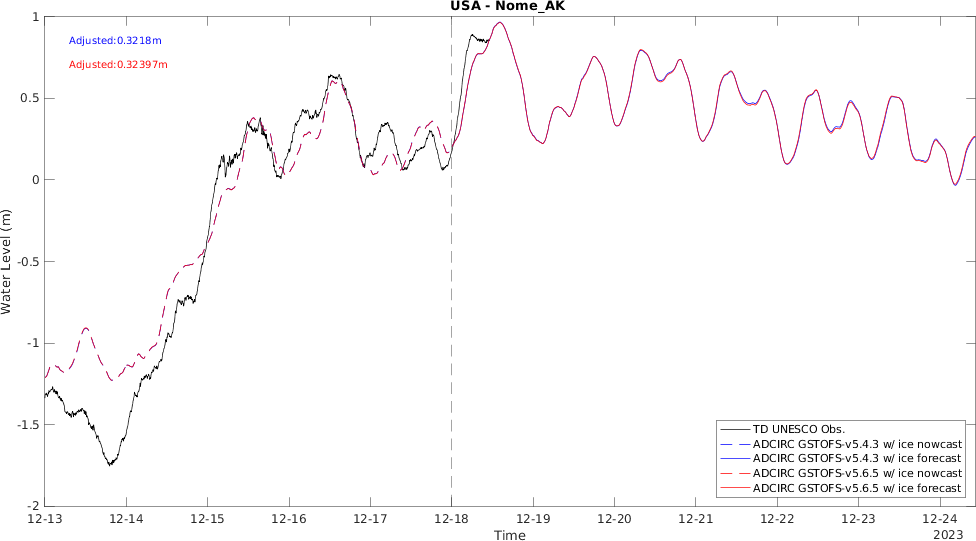 USA - Nome_AK
Adjusted:0.3218m
Adjusted:0.32397m
Water Level (m)
1
0.5
0
-0.5
-1
-1.5
-2
12-13 12-14 12-15 12-16 12-17 12-18 12-19 12-20 12-21 12-22 12-23 12-24
Time
2023
TD UNESCO Obs.
ADCIRC GSTOFS-v5.4.3 w/ ice nowcast
ADCIRC GSTOFS-v5.4.3 w/ ice forecast
ADCIRC GSTOFS-v5.6.5 w/ ice nowcast
ADCIRC GSTOFS-v5.6.5 w/ ice forecast